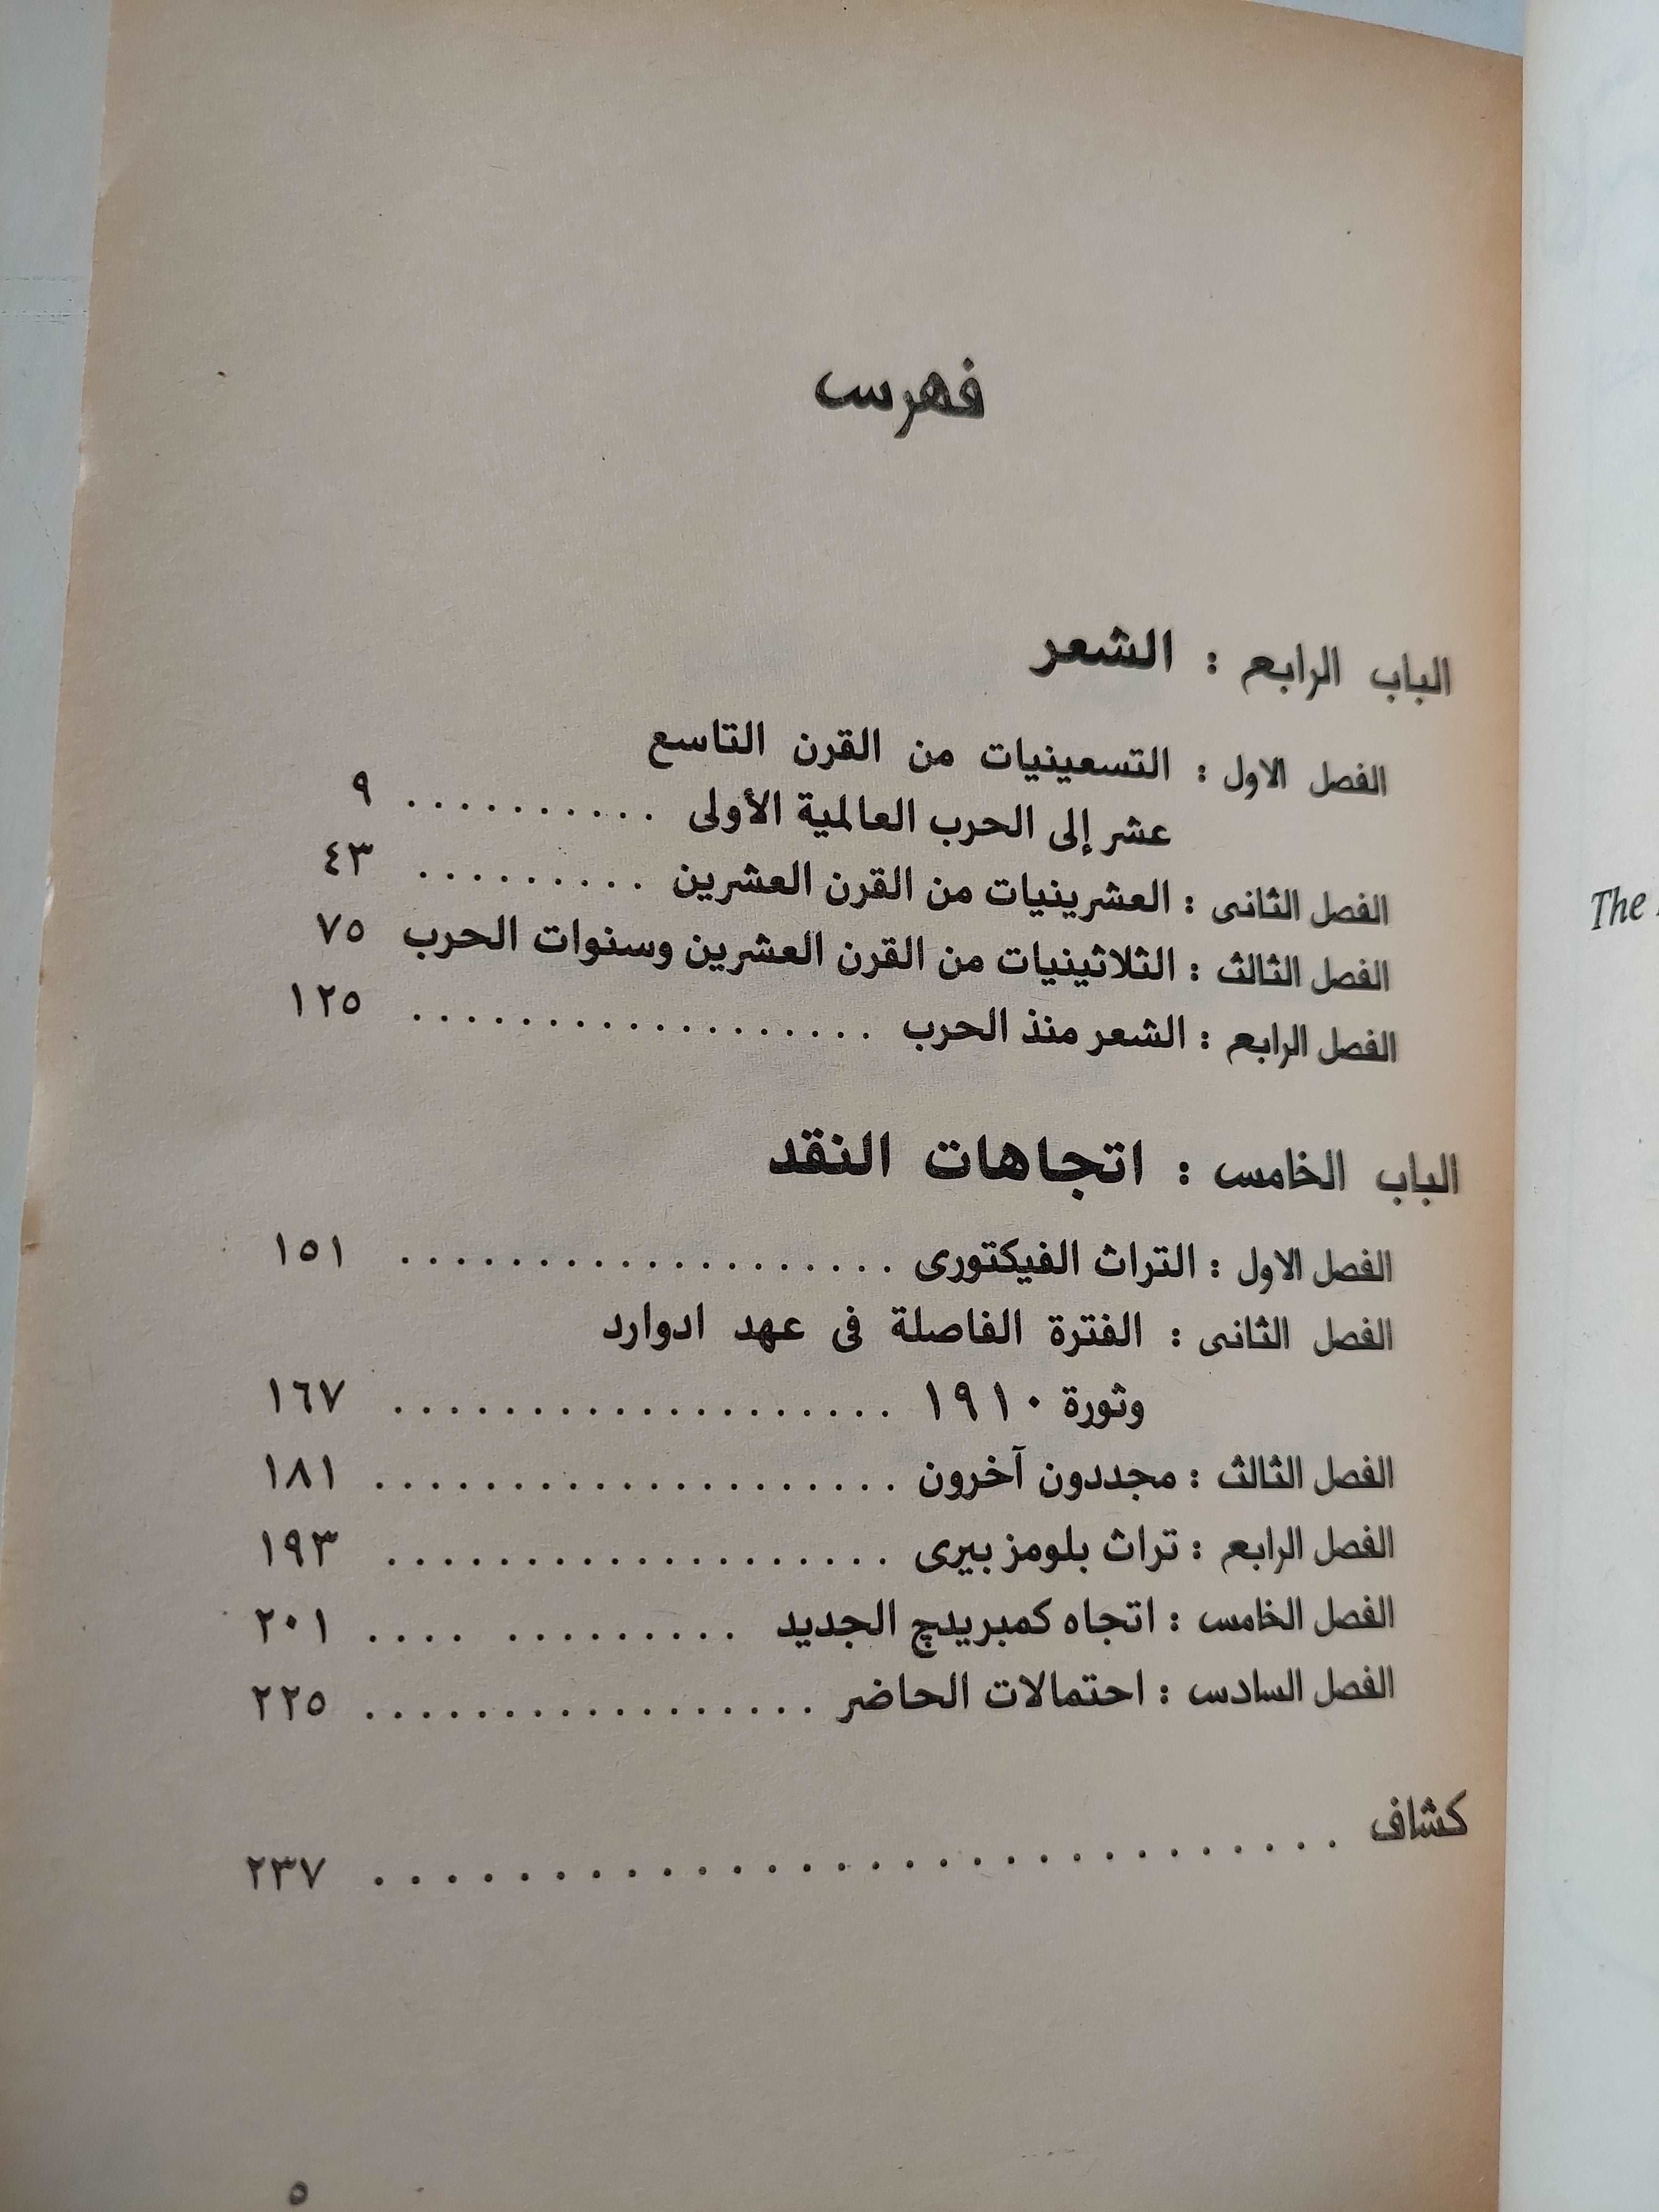 فهرس
الباب الرابع : الشعر
الفصل الاول : التسعينيات من القرن التاسع
عشر إلى الحرب العالمية الأولى . . . . . . . . . . ٩
الفصل الثانى : العشرينيات من القرن العشرين . . . . . . . . . ٤٣
الفصل الثالث : الثلاثينيات من القرن العشرين وسنوات الحرب ٧٥
الفصل الرابع : الشعر منذ الحرب . . . . . . . . . . . . . . . . . ١٢٥
الباب الخامس : اتجاهات النقد
الفصل الاول : التراث الفيكتورى . . . . . . . . . . . . . . . . . . ١٥١
الفصل الثانى : الفترة الفاصلة فى عهد ادوارد
وثورة ١٩١٠ . . . . . . . . . . . . . . . . . . ١٦٧
الفصل الثالث : مجددون آخرون . . . . . . . . . . . . . . . . . . . ١٨١
الفصل الرابع : تراث بلومز بيرى . . . . . . . . . . . . . . . . . . ١٩٣
الفصل الخامس : اتجاه كمبريدچ الجديد . . . . . . . . . . . . . ٢٠١
الفصل السادس : احتمالات الحاضر . . . . . . . . . . . . . . . . . ٢٢٥
كشاف . . . . . . . . . . . . . . . . . . . . . . . . . . . ٢٣٧
٥
The